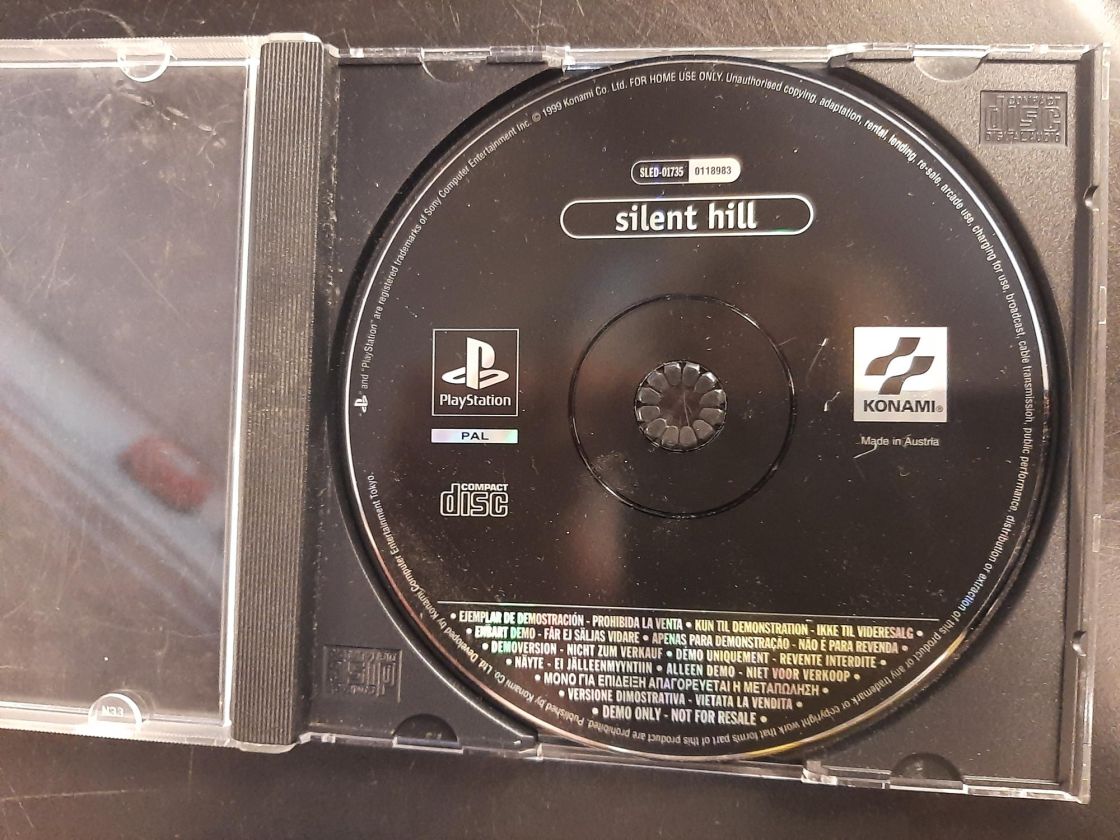 SLED-01735 0118983
silent hill
PlayStation
PAL
COMPACT
disc
KONAMI®
Made in Austria
• EJEMPLAR DE DEMOSTRACIÓN - PROHIBIDA LA VENTA • KUN TIL DEMONSTRATION - IKKE TIL VIDERESALG •
ENBART DEMO - FÅR EJ SÄLJAS VIDARE • APENAS PARA DEMONSTRAÇÃO - NÃO É PARA REVENDA •
• DEMOVERSION - NICHT ZUM VERKAUF • DÉMO UNIQUEMENT - REVENTE INTERDITE •
• NÄYTE - EI JÄLLEENMYYNTIIN • ALLEEN DEMO - NIET VOOR VERKOOP •
• ΜΟΝΟ ΓΙΑ ΕΠΙΔΕΙΞΗ ΑΠΑΓΟΡΕΥΕΤΑΙ Η ΜΕΤΑΠΩΛΗΣΗ •
• VERSIONE DIMOSTRATIVA - VIETATA LA VENDITA •
• DEMO ONLY - NOT FOR RESALE •
and "PlayStation" are registered trademarks of Sony Computer Entertainment Inc. © 1999 Konami Co. Ltd. FOR HOME USE ONLY. Unauthorised copying, adaptation, rental, lending, re-sale, arcade use, charging for use, broadcast, cable transmission, public performance, distribution or extraction of this product or any trademark or copyright work that forms part of this product are prohibited. Published by Konami Co. Ltd. Developed by Konami Computer Entertainment Tokyo.
COMPACT
disc
DIGITAL AUDIO
N33